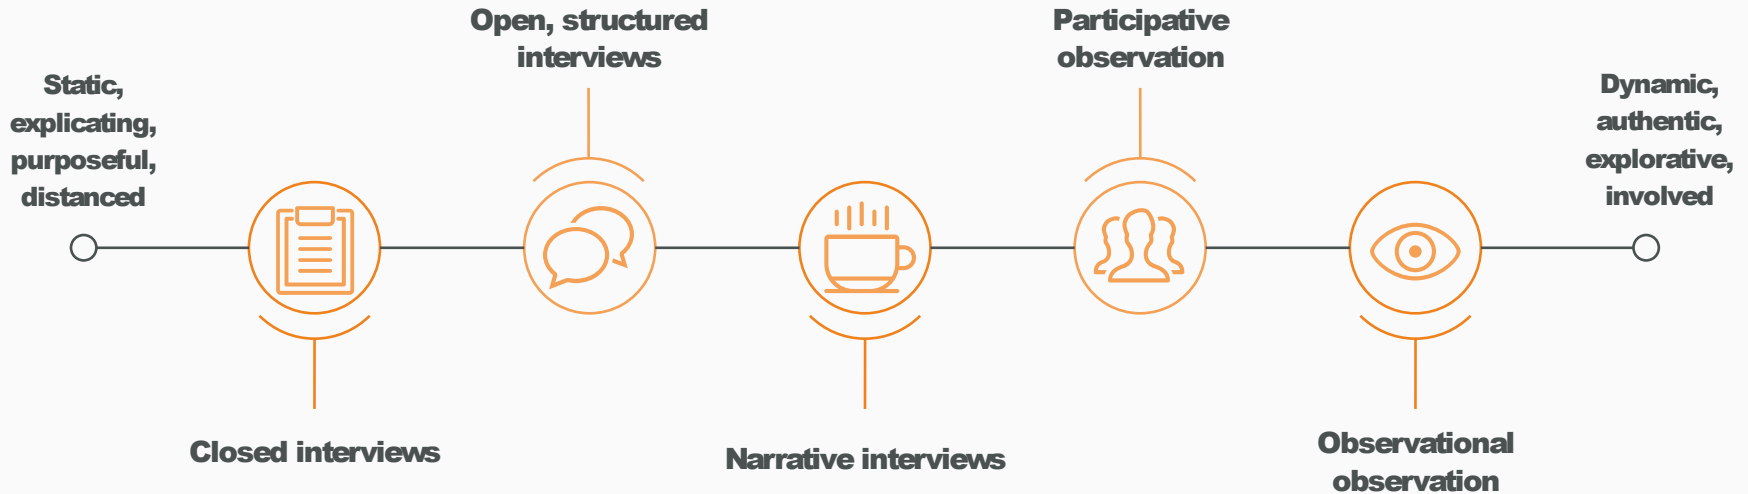 Static,
explicating,
purposeful,
distanced
Closed interviews
Open, structured
interviews
Narrative interviews
Participative
observation
Observational
observation
Dynamic,
authentic,
explorative,
involved